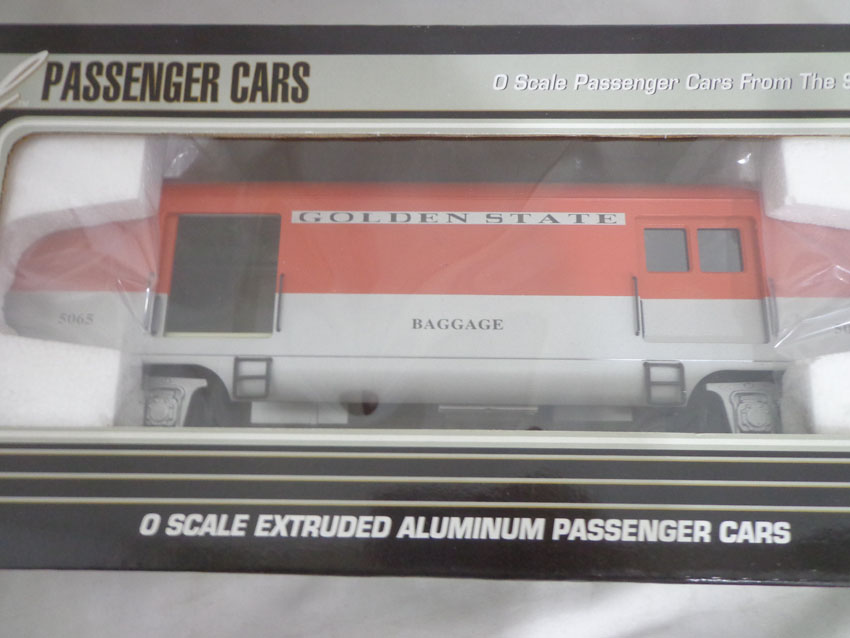 PASSENGER CARS
O Scale Passenger Cars From The
GOLDEN STATE
5065
BAGGAGE
O SCALE EXTRUDED ALUMINUM PASSENGER CARS